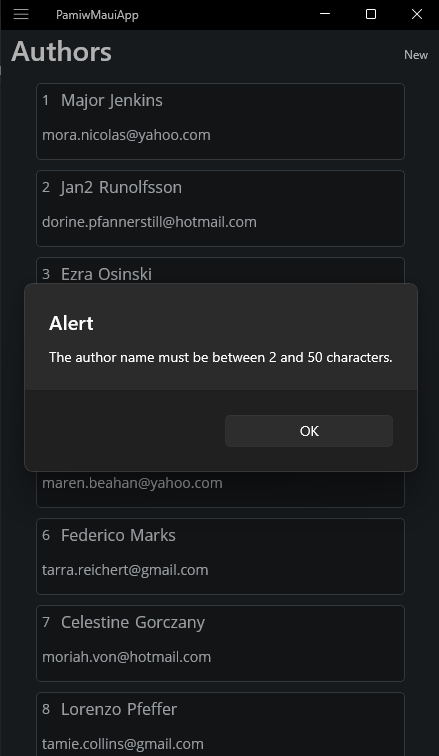 PamiwMauiApp
Authors
New
1 Major Jenkins
mora.nicolas@yahoo.com
2 Jan2 Runolfsson
dorine.pfannerstill@hotmail.com
3 Ezra Osinski
Alert
The author name must be between 2 and 50 characters.
OK
maren.beahan@yahoo.com
6 Federico Marks
tarra.reichert@gmail.com
7 Celestine Gorczany
moriah.von@hotmail.com
8 Lorenzo Pfeffer
tamie.collins@gmail.com